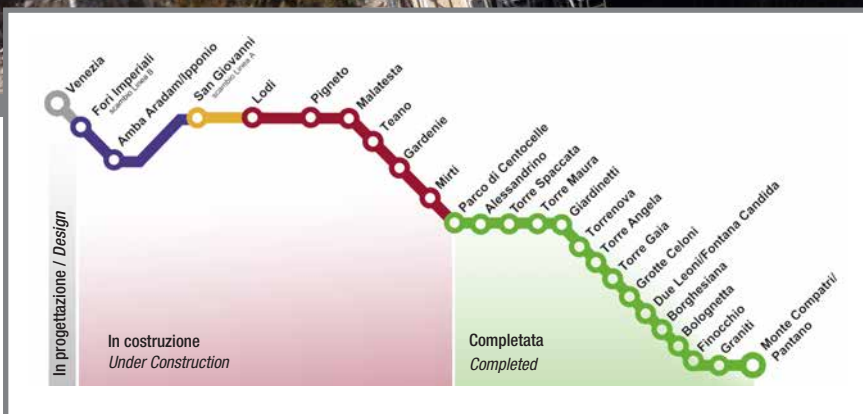 Venezia
Fori Imperiali
scambio Linea B
Amba Aradam/Ipponio
San Giovanni
scambio Linea A
Lodi
Pigneto
Malatesta
Teano
Gardenie
Mirti
Parco di Centocelle
Alessandrino
Torre Spaccata
Torre Maura
Giardinetti
Torrenova
Torre Angela
Torre Gaia
Grotte Celoni
Due Leoni/Fontana Candida
Borghesiana
Bolognetta
Finocchio
Graniti
Monte Compatri/
Pantano
In progettazione / Design
In costruzione
Under Construction
Completata
Completed